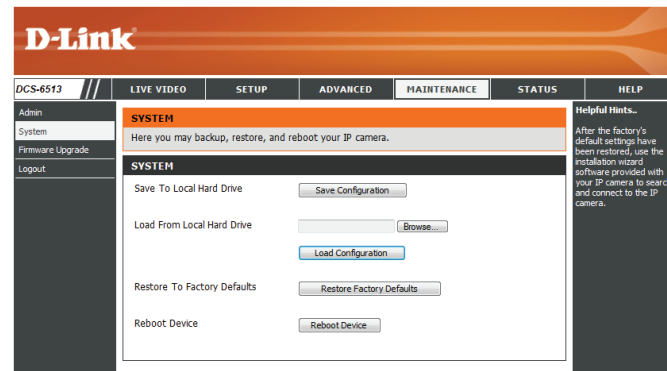 D-Link
DCS-6513
LIVE VIDEO
SETUP
ADVANCED
MAINTENANCE
STATUS
HELP
Admin
System
Firmware Upgrade
Logout
SYSTEM
Here you may backup, restore, and reboot your IP camera.
SYSTEM
Save To Local Hard Drive
Save Configuration
Load From Local Hard Drive
Browse...
Load Configuration
Restore To Factory Defaults
Restore Factory Defaults
Reboot Device
Reboot Device
Helpful Hints..
After the factory's
default settings have
been restored, use the
installation wizard
software provided with
your IP camera to searc
and connect to the IP
camera.